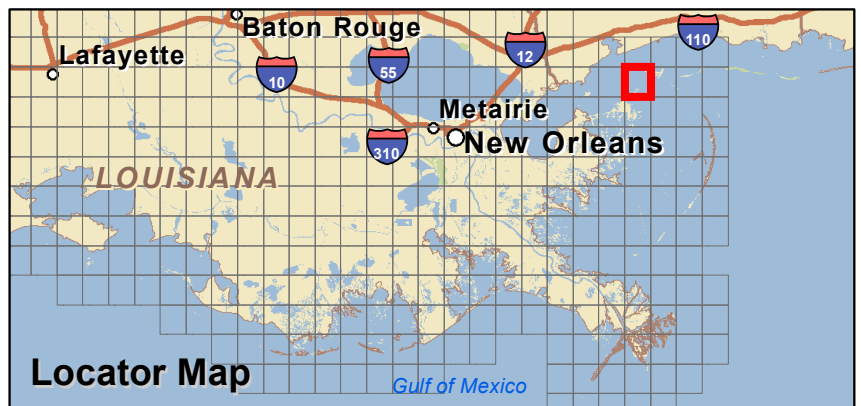 Baton Rouge
Lafayette
110
12
55
10
Metairie
New Orleans
310
LOUISIANA
Locator Map
Gulf of Mexico